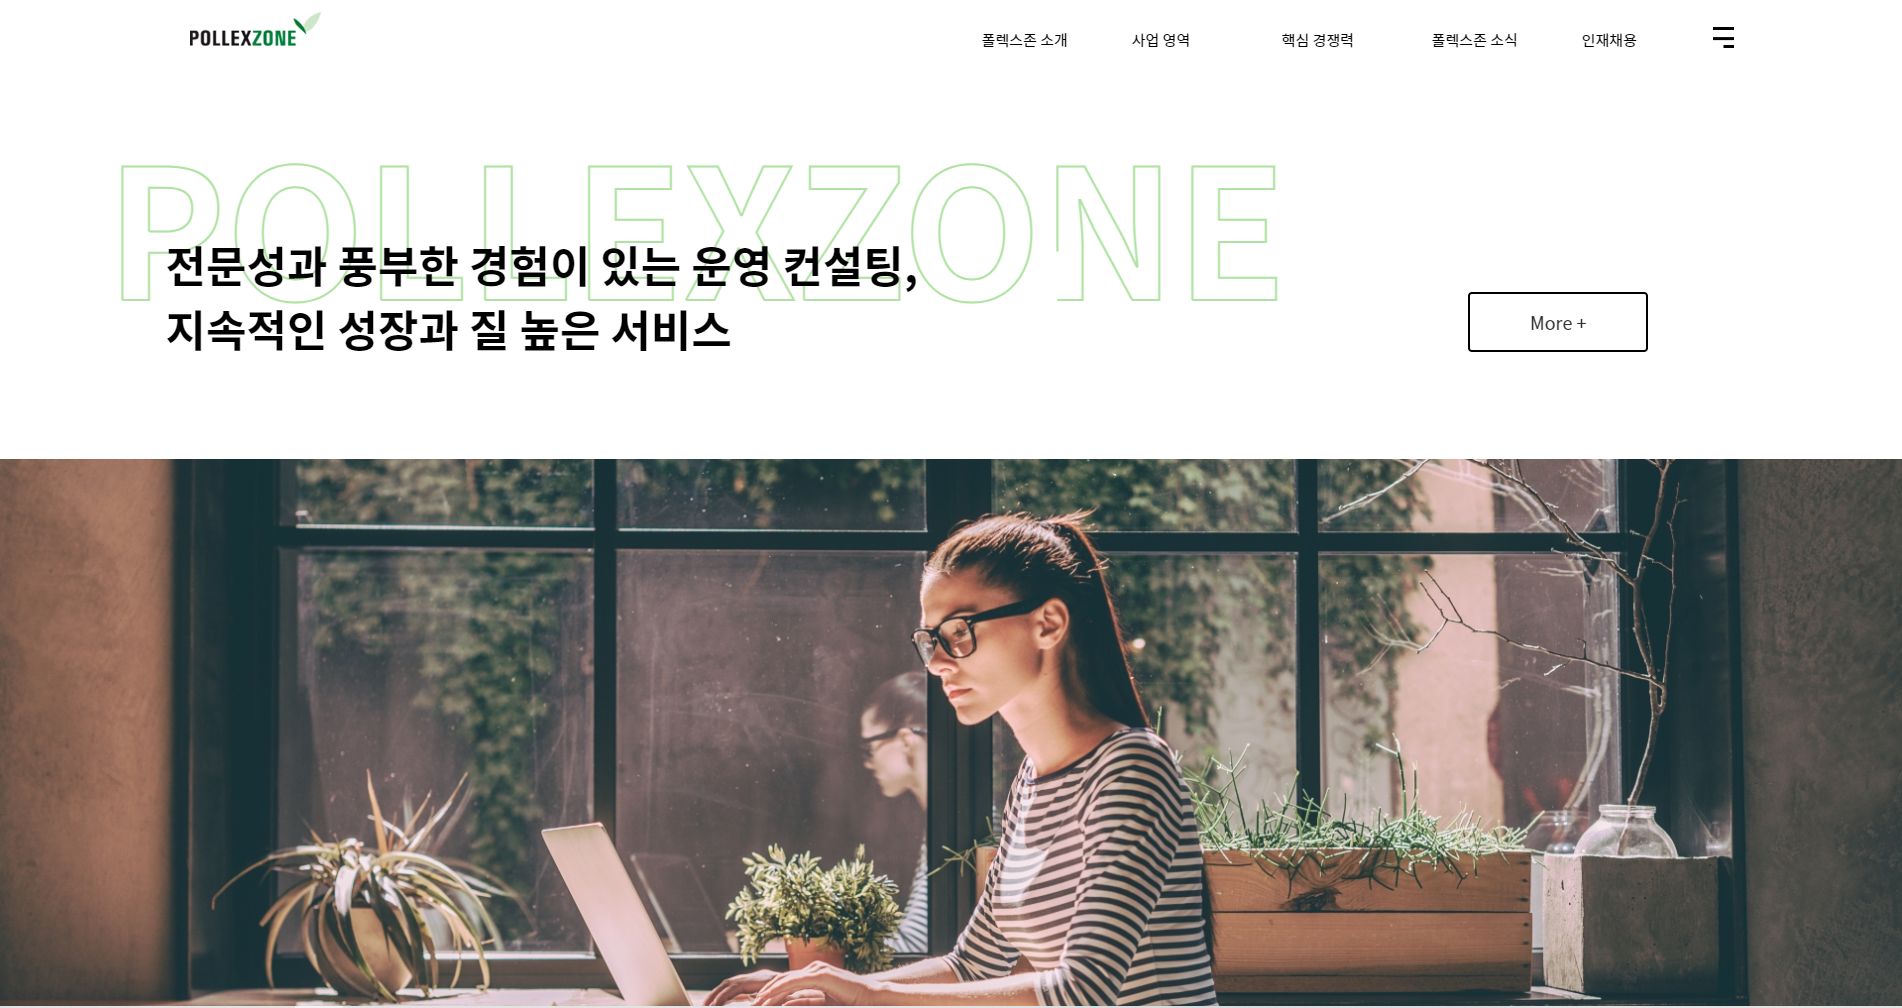 POLLEXZONE
폴렉스존 소개
사업 영역
핵심 경쟁력
폴렉스존 소식
인재채용
POLLEXZONE
전문성과 풍부한 경험이 있는 운영 컨설팅,
지속적인 성장과 질 높은 서비스
More +